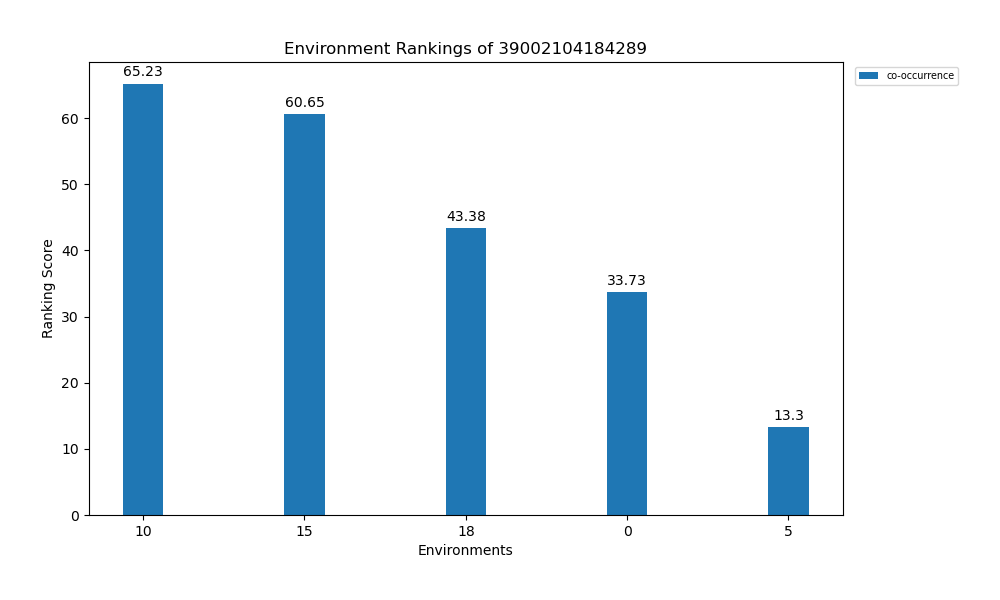 Environment Rankings of 39002104184289
co-occurrence
65.23
60.65
43.38
33.73
13.3
Ranking Score
60
50
40
30
20
10
0
10 15 18 0 5
Environments